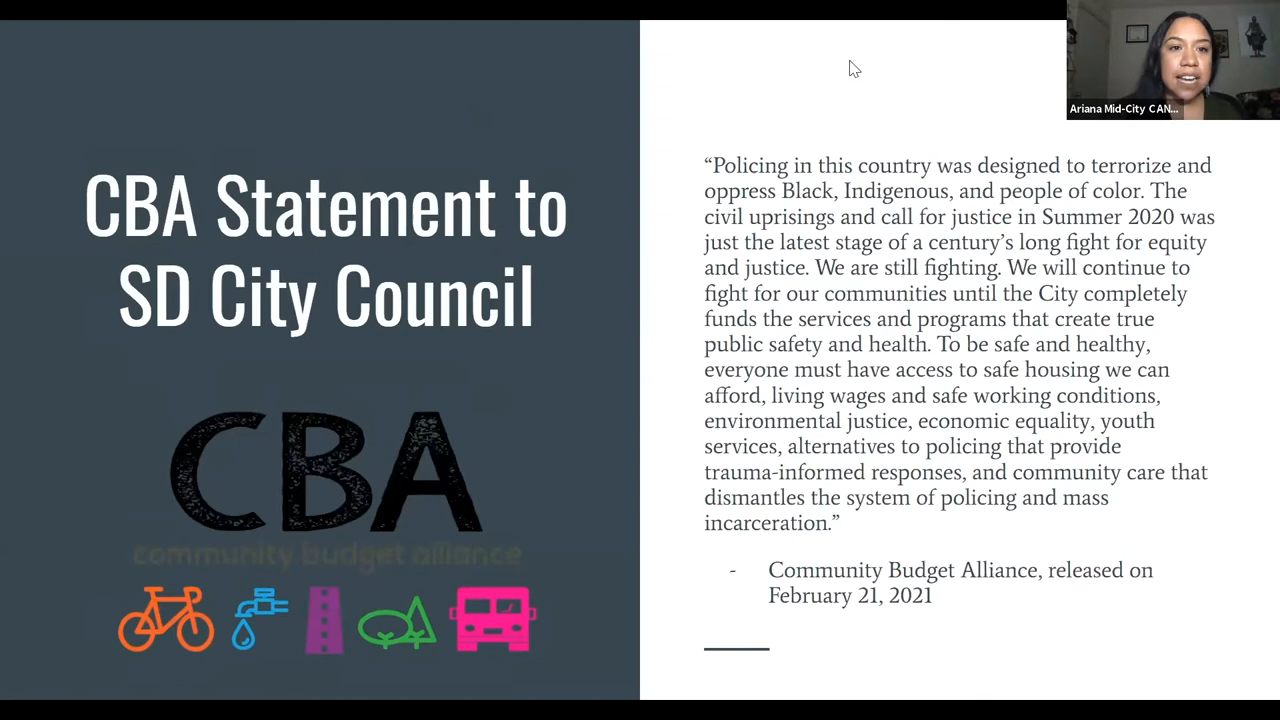 CBA Statement to
SD City Council
CBA
community budget alliance
Ariana Mid-City CAN...
“Policing in this country was designed to terrorize and
oppress Black, Indigenous, and people of color. The
civil uprisings and call for justice in Summer 2020 was
just the latest stage of a century’s long fight for equity
and justice. We are still fighting. We will continue to
fight for our communities until the City completely
funds the services and programs that create true
public safety and health. To be safe and healthy,
everyone must have access to safe housing we can
afford, living wages and safe working conditions,
environmental justice, economic equality, youth
services, alternatives to policing that provide
trauma-informed responses, and community care that
dismantles the system of policing and mass
incarceration.”
- Community Budget Alliance, released on
February 21, 2021